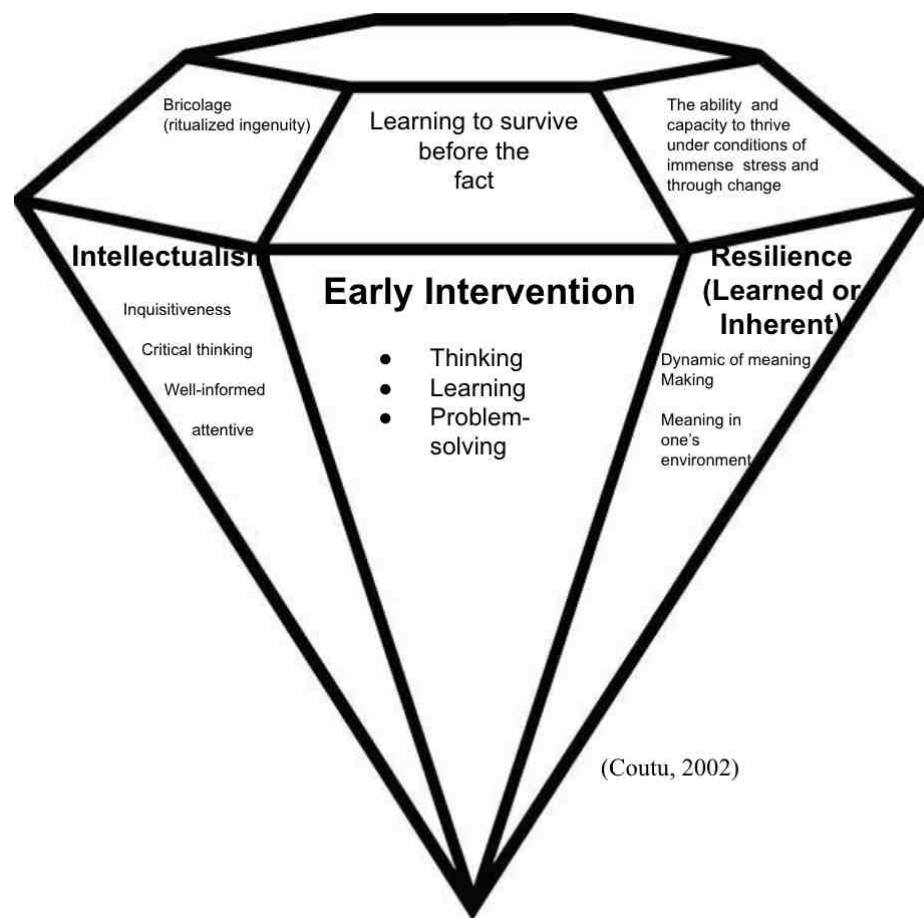 Bricolage
(ritualized ingenuity)
Learning to survive
before the
fact
The ability and
capacity to thrive
under conditions of
immense stress and
through change
Intellectualism
Inquisitiveness
Critical thinking
Well-informed
attentive
Early Intervention
● Thinking
● Learning
● Problem-
solving
Resilience
(Learned or
Inherent)
Dynamic of meaning
Making
Meaning in
one's
environment
(Coutu, 2002)